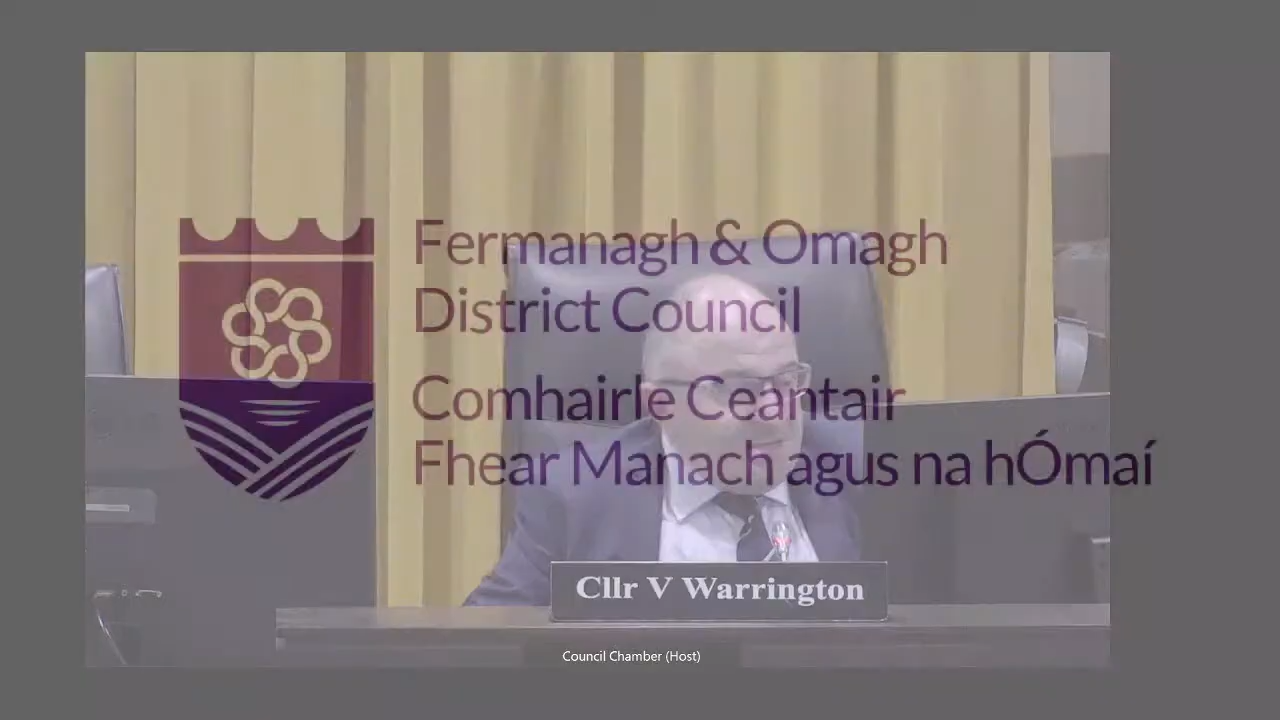 Fermanagh & Omagh
District Council
Comhairle Ceantair
Fhear Manach agus na hÓmaí
Cllr V Warrington
Council Chamber (Host)